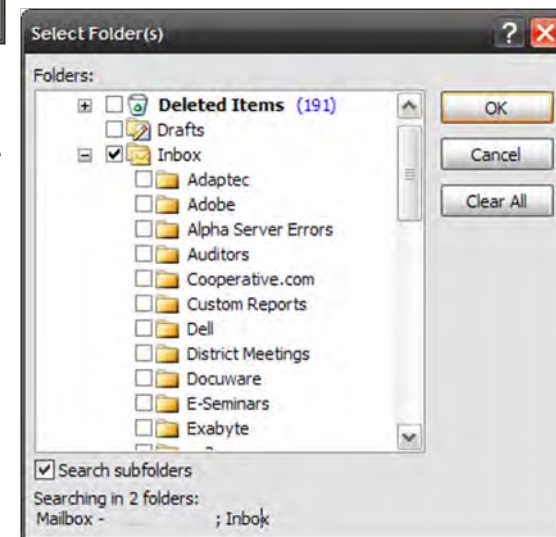 Select Folder(s)
Folders:
Deleted Items (191)
Drafts
Inbox
Adaptec
Adobe
Alpha Server Errors
Auditors
Cooperative.com
Custom Reports
Dell
District Meetings
Docuware
E-Seminars
Exabyte
OK
Cancel
Clear All
Search subfolders
Searching in 2 folders:
Mailbox - ; Inbox